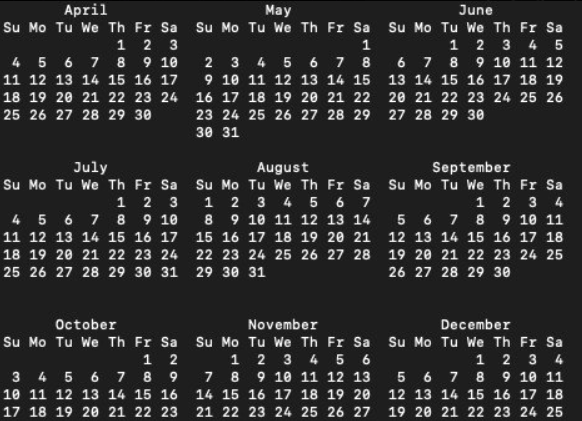 April May June
Su Mo Tu We Th Fr Sa Su Mo Tu We Th Fr Sa Su Mo Tu We Th Fr Sa
1 2 3 1 1 2 3 4 5
4 5 6 7 8 9 10 2 3 4 5 6 7 8 6 7 8 9 10 11 12
11 12 13 14 15 16 17 9 10 11 12 13 14 15 13 14 15 16 17 18 19
18 19 20 21 22 23 24 16 17 18 19 20 21 22 20 21 22 23 24 25 26
25 26 27 28 29 30 23 24 25 26 27 28 29 27 28 29 30
30 31
July August September
Su Mo Tu We Th Fr Sa Su Mo Tu We Th Fr Sa Su Mo Tu We Th Fr Sa
1 2 3 1 2 3 4 5 6 7 1 2 3 4
4 5 6 7 8 9 10 8 9 10 11 12 13 14 5 6 7 8 9 10 11
11 12 13 14 15 16 17 15 16 17 18 19 20 21 12 13 14 15 16 17 18
18 19 20 21 22 23 24 22 23 24 25 26 27 28 19 20 21 22 23 24 25
25 26 27 28 29 30 31 29 30 31 26 27 28 29 30
October November December
Su Mo Tu We Th Fr Sa Su Mo Tu We Th Fr Sa Su Mo Tu We Th Fr Sa
1 2 1 2 3 4 5 6 1 2 3 4
3 4 5 6 7 8 9 7 8 9 10 11 12 13 5 6 7 8 9 10 11
10 11 12 13 14 15 16 14 15 16 17 18 19 20 12 13 14 15 16 17 18
17 18 19 20 21 22 23 21 22 23 24 25 26 27 19 20 21 22 23 24 25